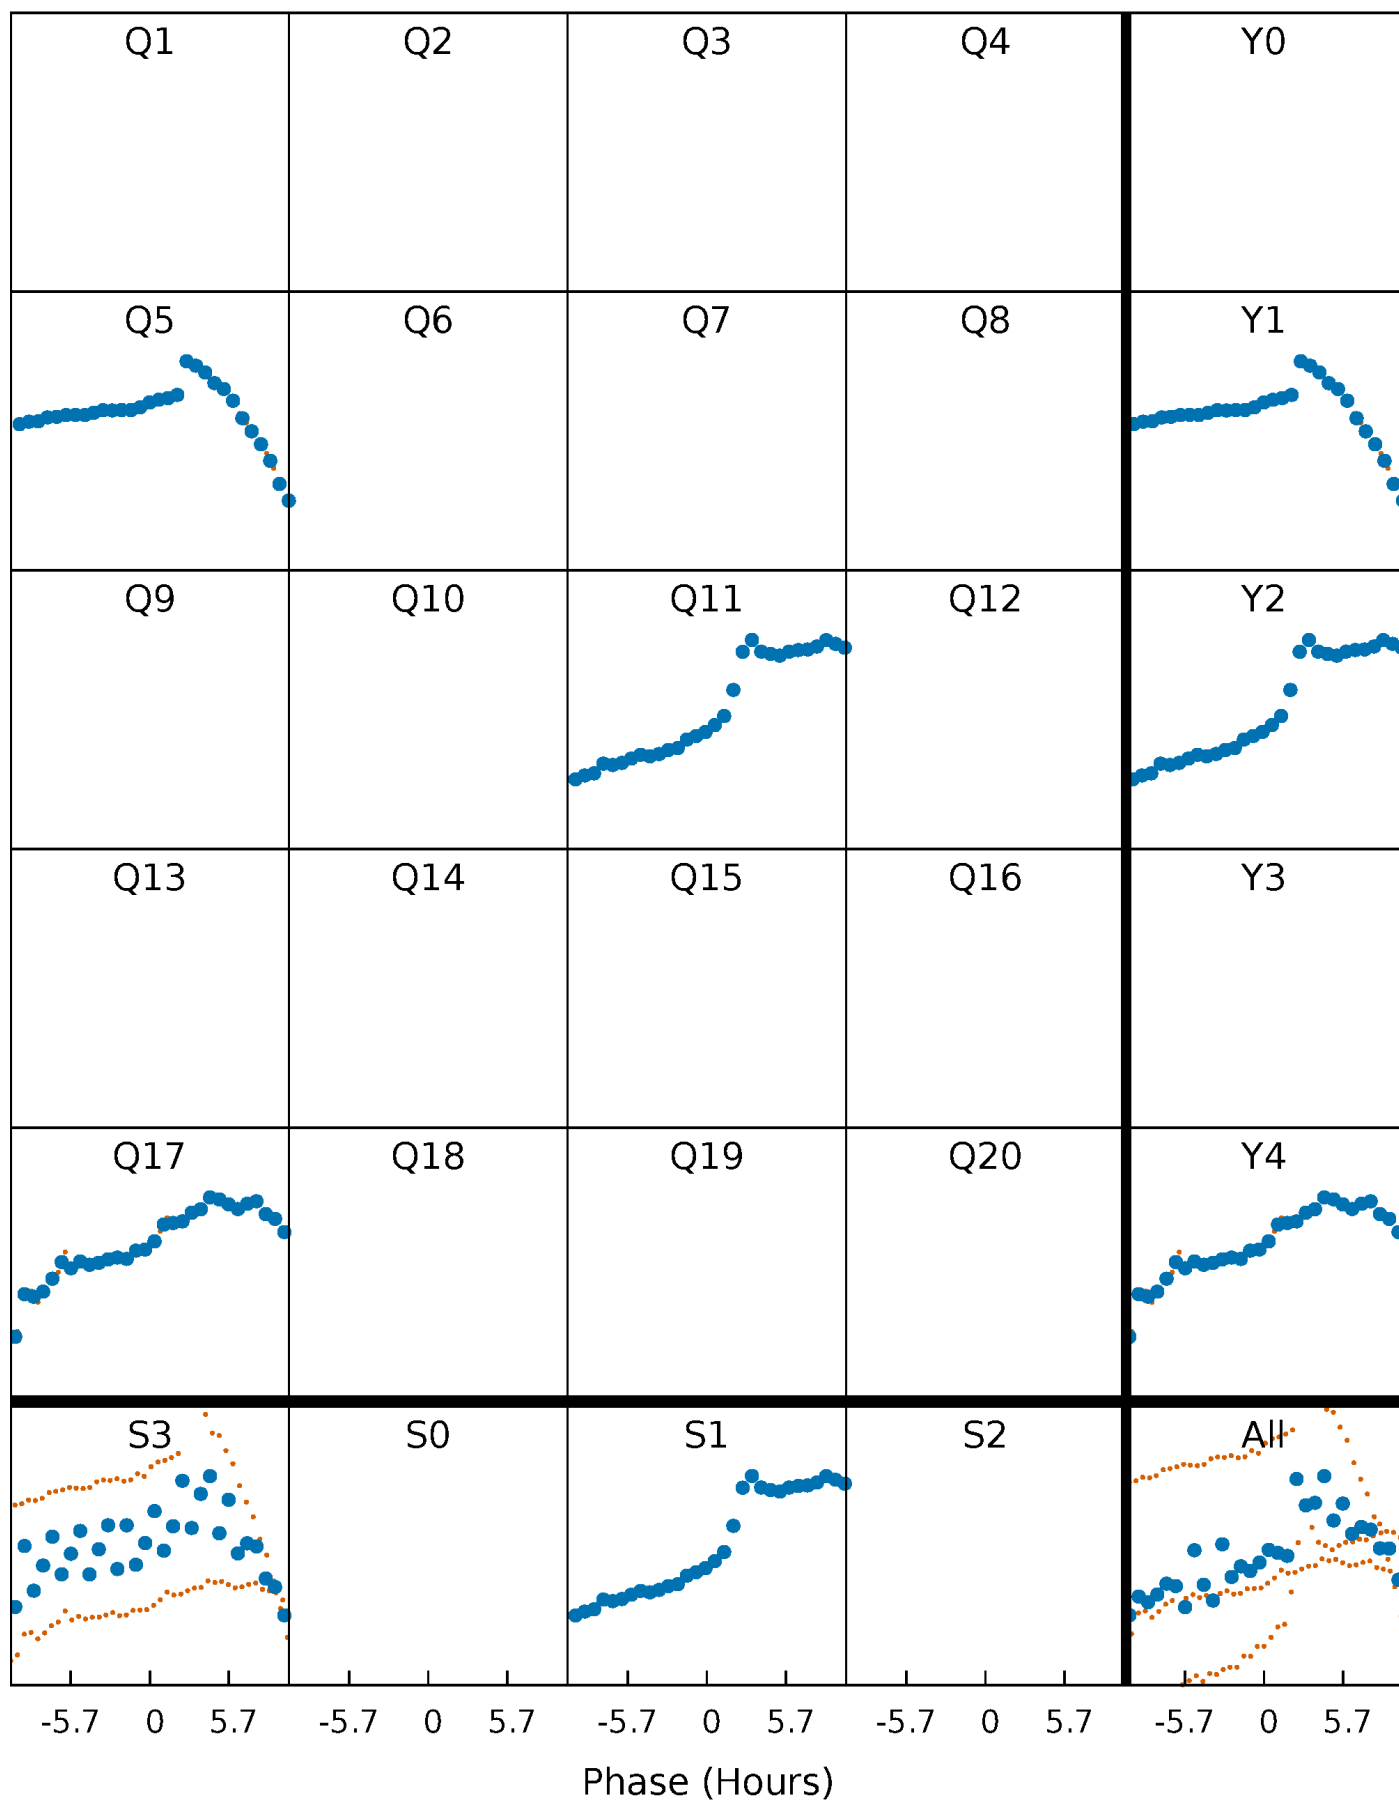 Q1 Q2 Q3 Q4 Y0
Q5 Q6 Q7 Q8 Y1
Q9 Q10 Q11 Q12 Y2
Q13 Q14 Q15 Q16 Y3
Q17 Q18 Q19 Q20 Y4
S3 S0 S1 S2 All
-5.7 0 5.7 -5.7 0 5.7 -5.7 0 5.7 -5.7 0 5.7 -5.7 0 5.7
Phase (Hours)